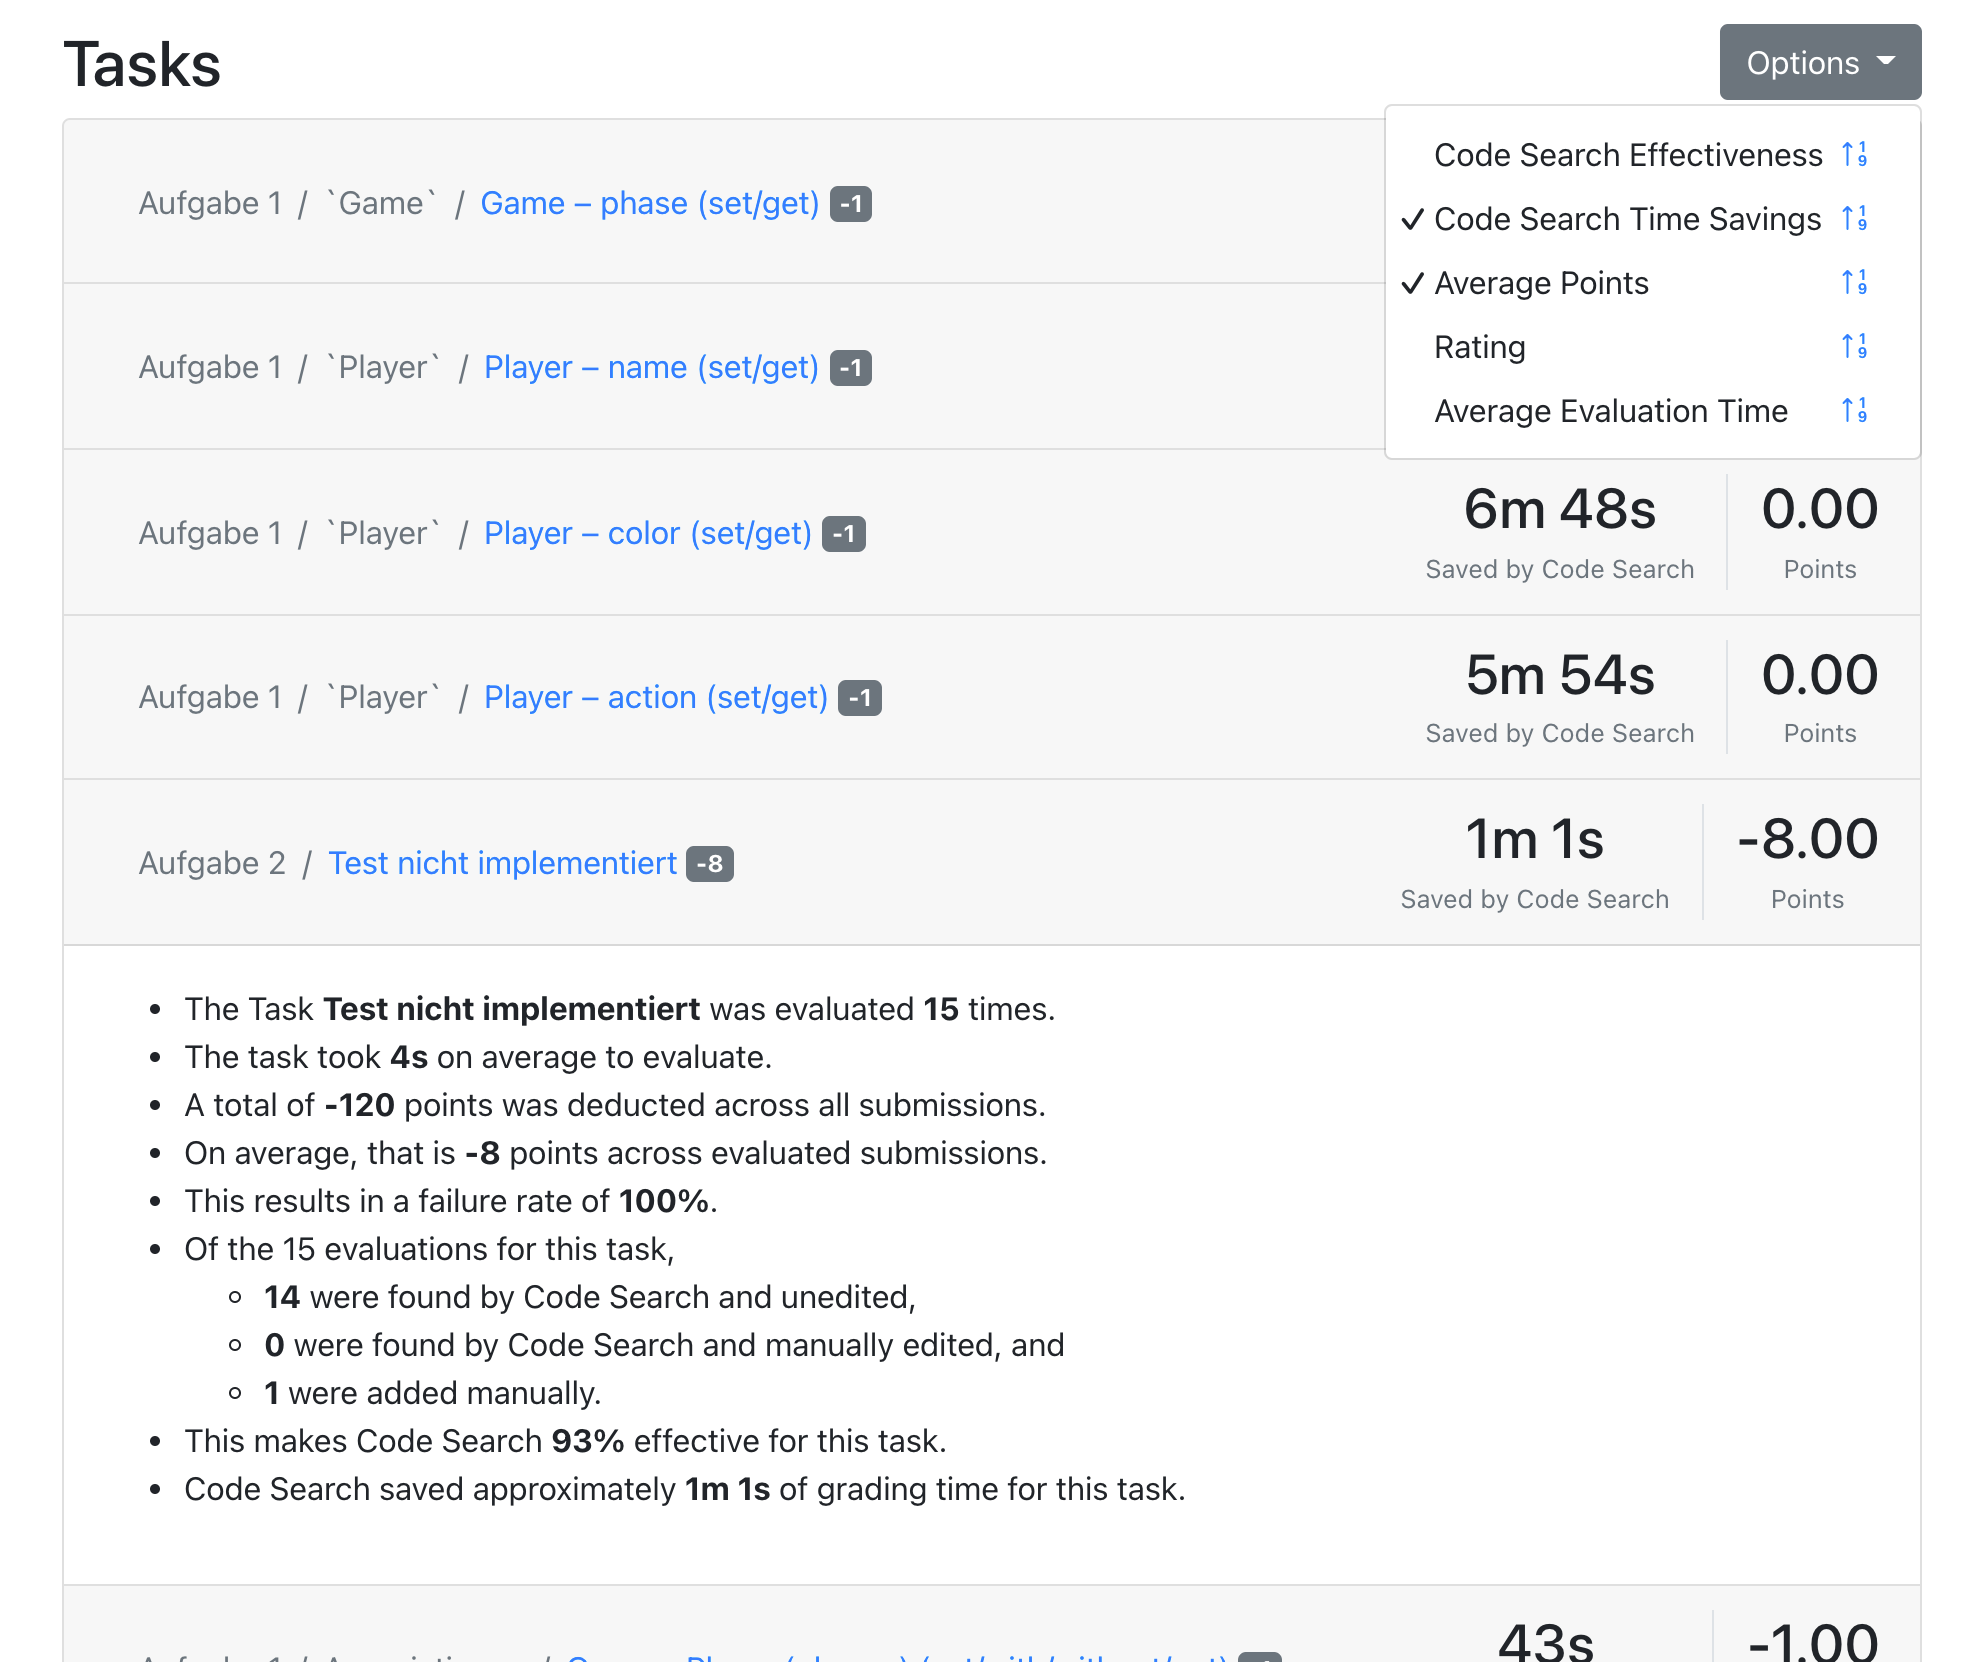 Tasks
Options
Code Search Effectiveness
Code Search Time Savings
Average Points
Rating
Average Evaluation Time
Aufgabe 1 / `Game` / Game – phase (set/get) -1
Aufgabe 1 / `Player` / Player – name (set/get) -1
Aufgabe 1 / `Player` / Player – color (set/get) -1
6m 48s
0.00
Saved by Code Search
Points
Aufgabe 1 / `Player` / Player – action (set/get) -1
5m 54s
0.00
Saved by Code Search
Points
Aufgabe 2 / Test nicht implementiert -8
1m 1s
-8.00
Saved by Code Search
Points
• The Task Test nicht implementiert was evaluated 15 times.
• The task took 4s on average to evaluate.
• A total of -120 points was deducted across all submissions.
• On average, that is -8 points across evaluated submissions.
• This results in a failure rate of 100%.
• Of the 15 evaluations for this task,
◦ 14 were found by Code Search and unedited,
◦ 0 were found by Code Search and manually edited, and
◦ 1 were added manually.
• This makes Code Search 93% effective for this task.
• Code Search saved approximately 1m 1s of grading time for this task.
43s
-1.00